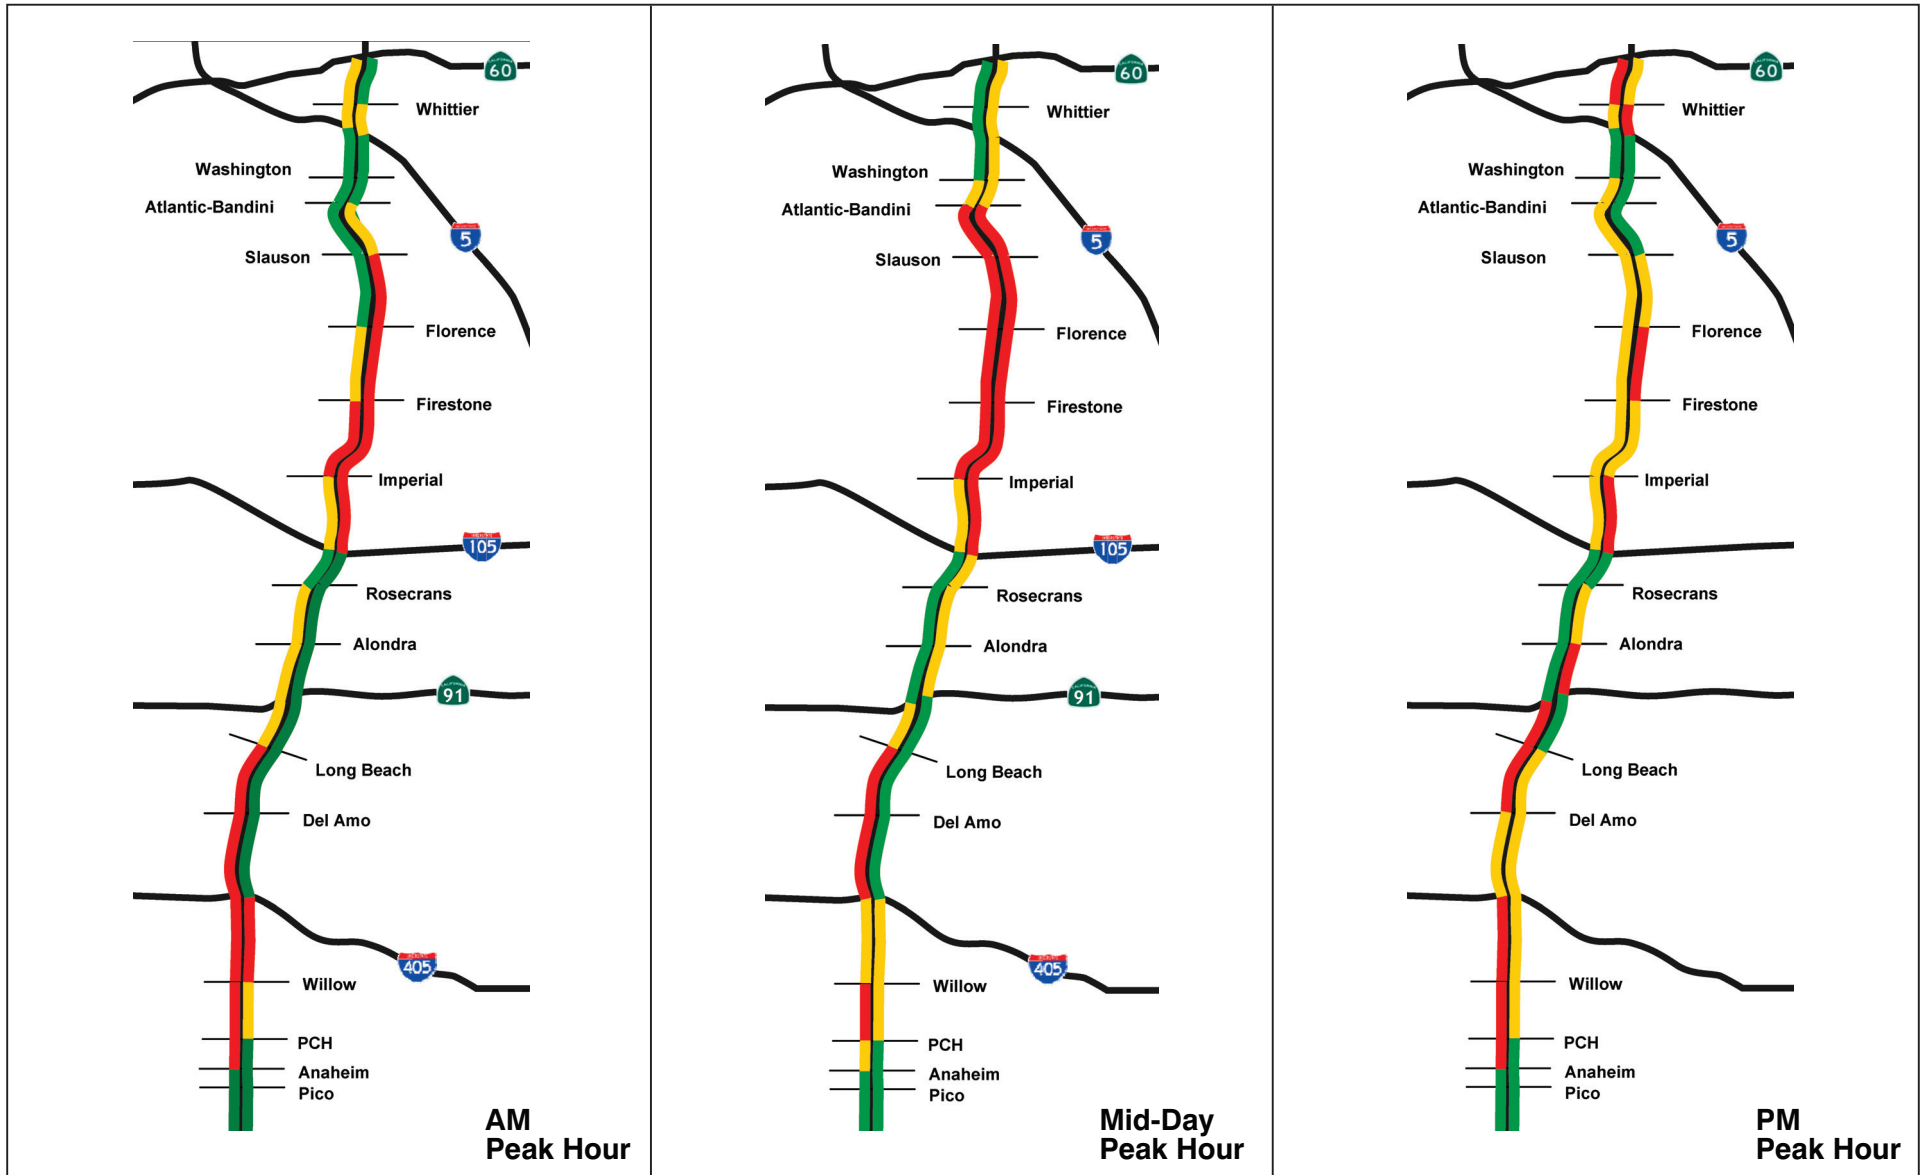 60
Whittier
Washington
Atlantic-Bandini
5
Slauson
Florence
Firestone
Imperial
105
Rosecrans
Alondra
91
Long Beach
Del Amo
405
Willow
PCH
Anaheim
Pico
AM
Peak Hour
60
Whittier
Washington
Atlantic-Bandini
5
Slauson
Florence
Firestone
Imperial
105
Rosecrans
Alondra
91
Long Beach
Del Amo
405
Willow
PCH
Anaheim
Pico
Mid-Day
Peak Hour
60
Whittier
Washington
Atlantic-Bandini
5
Slauson
Florence
Firestone
Imperial
Rosecrans
Alondra
Long Beach
Del Amo
Willow
PCH
Anaheim
Pico
PM
Peak Hour